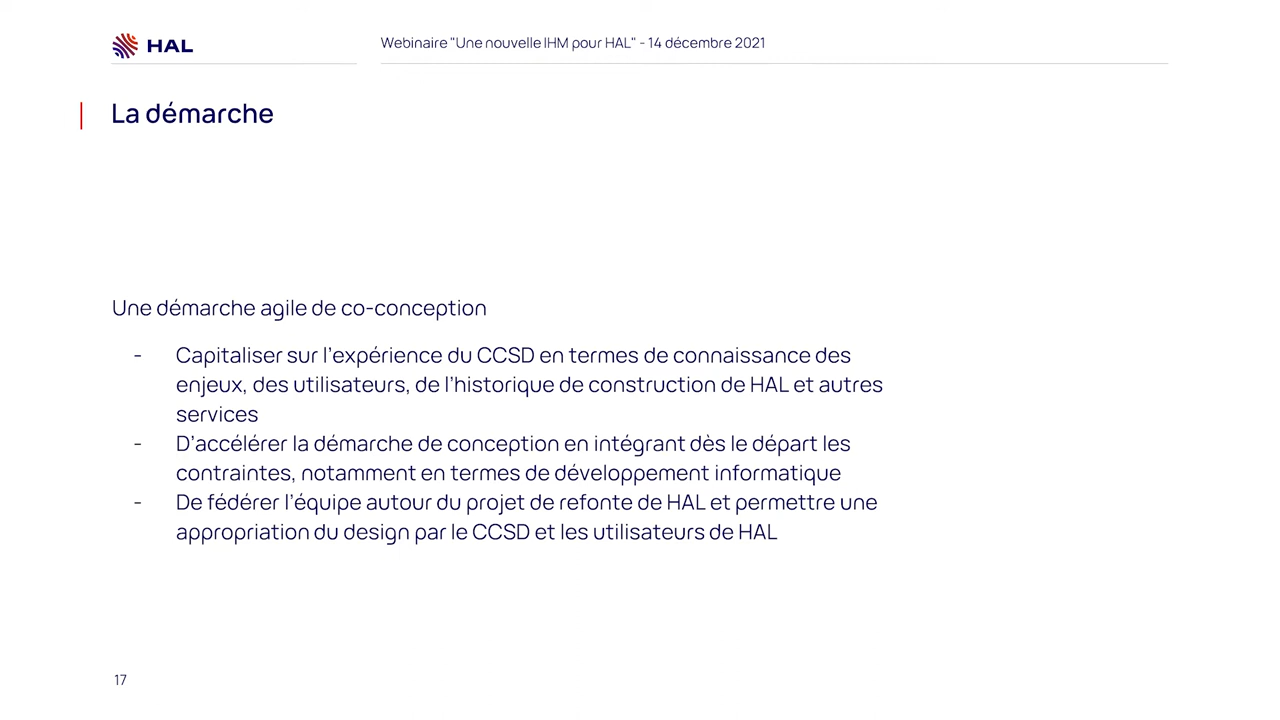 HAL
Webinaire "Une nouvelle IHM pour HAL" - 14 décembre 2021
La démarche
Une démarche agile de co-conception
- Capitaliser sur l'expérience du CCSD en termes de connaissance des
enjeux, des utilisateurs, de l'historique de construction de HAL et autres
services
- D'accélérer la démarche de conception en intégrant dès le départ les
contraintes, notamment en termes de développement informatique
- De fédérer l'équipe autour du projet de refonte de HAL et permettre une
appropriation du design par le CCSD et les utilisateurs de HAL
17